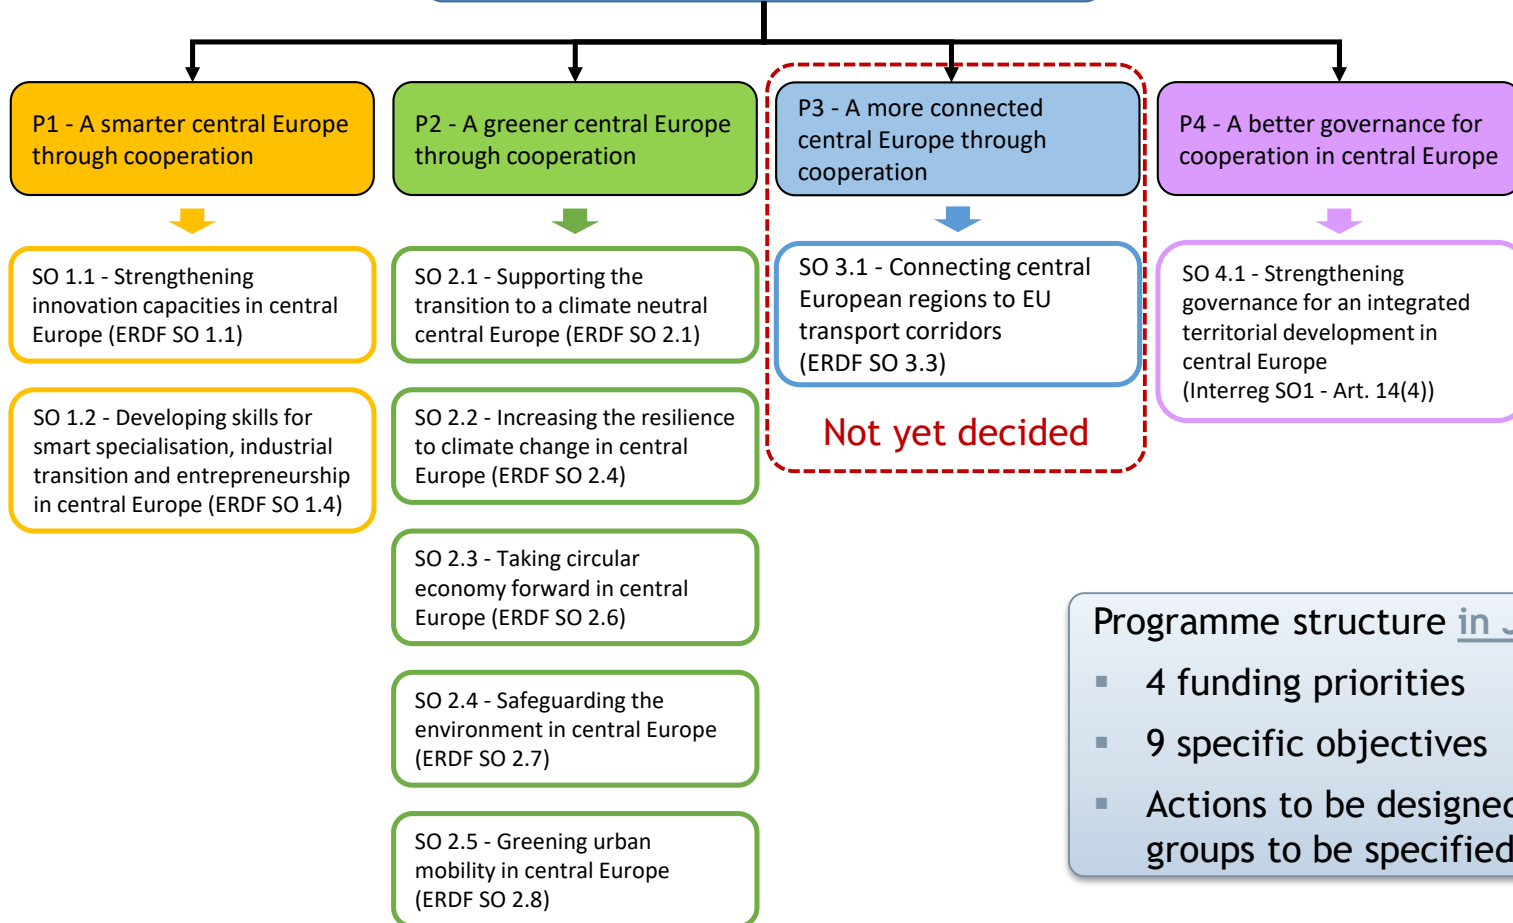 P1 - A smarter central Europe
through cooperation
P2 - A greener central Europe
through cooperation
P3 - A more connected
central Europe through
cooperation
P4 - A better governance for
cooperation in central Europe
SO 1.1 - Strengthening
innovation capacities in central
Europe (ERDF SO 1.1)
SO 1.2 - Developing skills for
smart specialisation, industrial
transition and entrepreneurship
in central Europe (ERDF SO 1.4)
SO 2.1 - Supporting the
transition to a climate neutral
central Europe (ERDF SO 2.1)
SO 2.2 - Increasing the resilience
to climate change in central
Europe (ERDF SO 2.4)
SO 2.3 - Taking circular
economy forward in central
Europe (ERDF SO 2.6)
SO 2.4 - Safeguarding the
environment in central Europe
(ERDF SO 2.7)
SO 2.5 - Greening urban
mobility in central Europe
(ERDF SO 2.8)
SO 3.1 - Connecting central
European regions to EU
transport corridors
(ERDF SO 3.3)
Not yet decided
SO 4.1 - Strengthening
governance for an integrated
territorial development in
central Europe
(Interreg SO1 - Art. 14(4))
Programme structure in
▪ 4 funding priorities
▪ 9 specific objectives
▪ Actions to be designed
groups to be specified